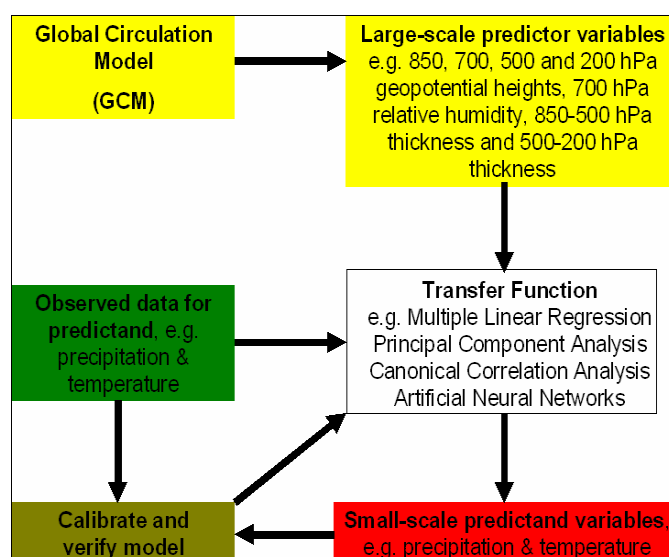 Global Circulation
Model
(GCM)
Large-scale predictor variables
e.g. 850, 700, 500 and 200 hPa
geopotential heights, 700 hPa
relative humidity, 850-500 hPa
thickness and 500-200 hPa
thickness
Observed data for
predictand, e.g.
precipitation &
temperature
Transfer Function
e.g. Multiple Linear Regression
Principal Component Analysis
Canonical Correlation Analysis
Artificial Neural Networks
Calibrate and
verify model
Small-scale predictand variables,
e.g. precipitation & temperature